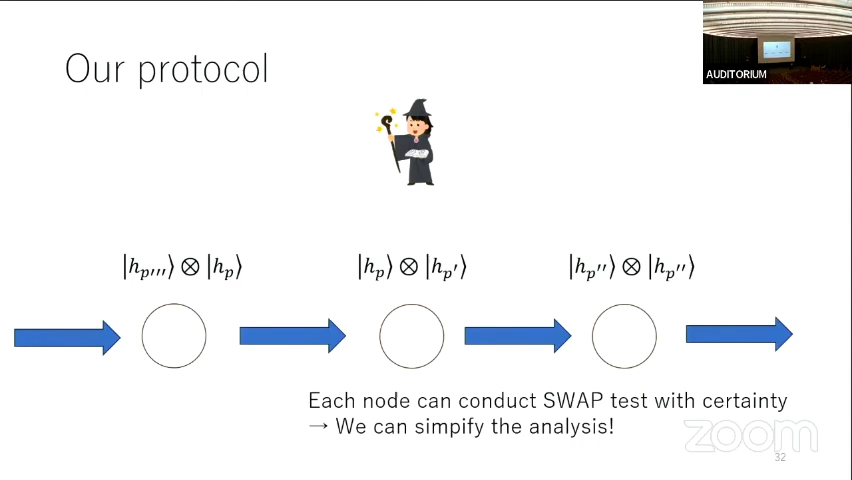 Our protocol
AUDITORIUM
|h_{p'''}⟩ ⊗ |h_p⟩
|h_p⟩ ⊗ |h_{p'}⟩
|h_{p''}⟩ ⊗ |h_{p''}⟩
Each node can conduct SWAP test with certainty
→ We can simpify the analysis!
zoom
32